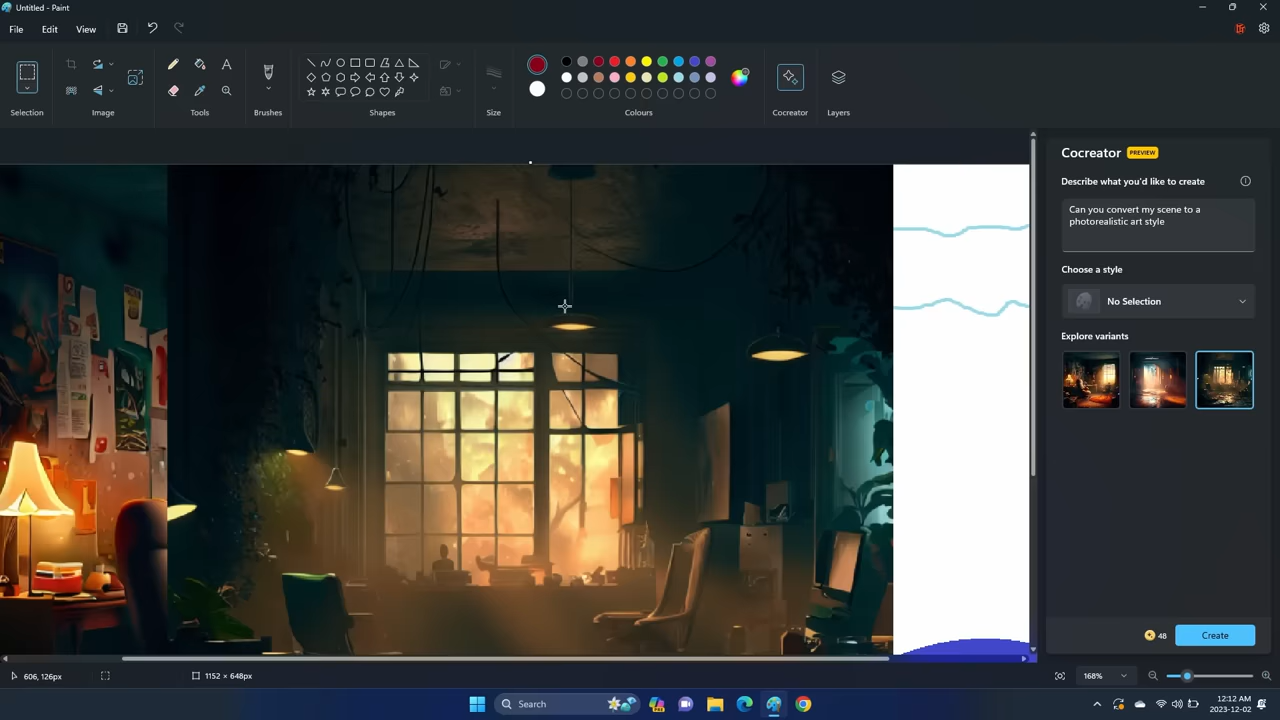 Untitled - Paint
File Edit View
Selection Image Tools Brushes Shapes Size Colours Cocreator Layers
Cocreator PREVIEW
Describe what you'd like to create
Can you convert my scene to a
photorealistic art style
Choose a style
No Selection
Explore variants
48 Create
606, 126px 1152 × 648px 168%
Search
12:12 AM
2023-12-02